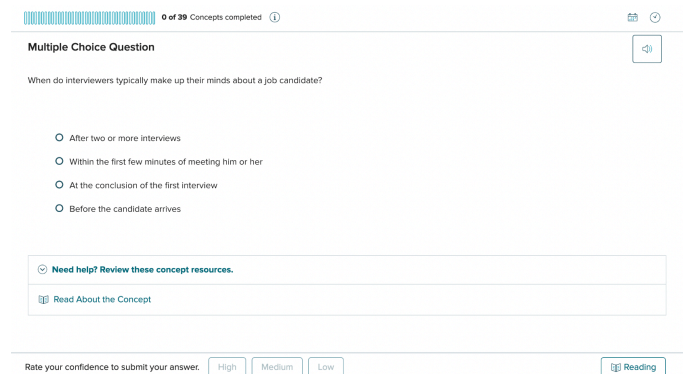 0 of 39 Concepts completed
Multiple Choice Question
When do interviewers typically make up their minds about a job candidate?
After two or more interviews
Within the first few minutes of meeting him or her
At the conclusion of the first interview
Before the candidate arrives
Need help? Review these concept resources.
Read About the Concept
Rate your confidence to submit your answer. High Medium Low Reading